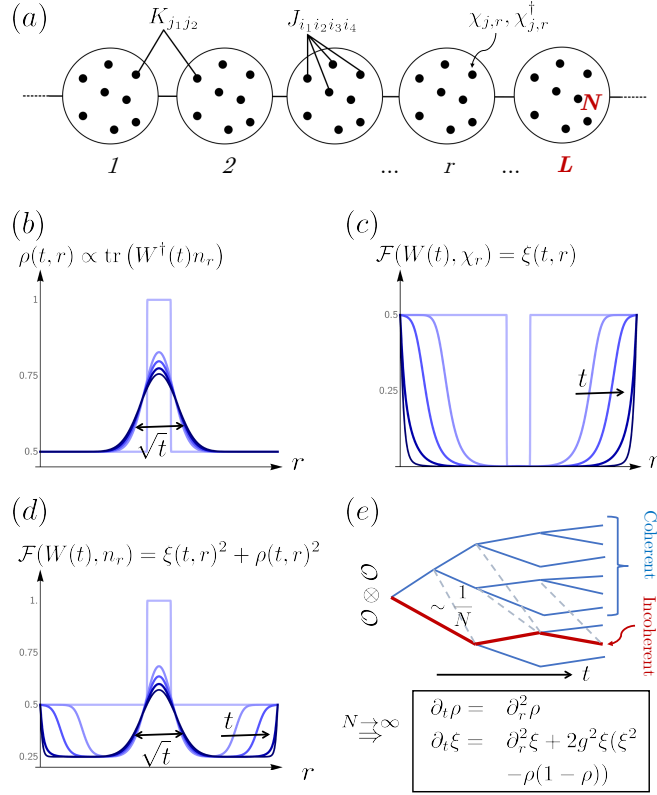 (a)
K_{j_1 j_2} J_{i_1 i_2 i_3 i_4} χ_{j,r}, χ†_{j,r}
N
1 2 ... r ... L
(b)
ρ(t, r) ∝ tr (W†(t)n_r)
1
0.75
0.5
√t
r
(c)
F(W(t), χ_r) = ξ(t, r)
0.5
0.25
t
r
(d)
F(W(t), n_r) = ξ(t, r)² + ρ(t, r)²
1.
0.75
0.5
0.25
√t
t
r
(e)
O ⊗ O
∼ 1/N
Coherent
Incoherent
t
N→∞
⇒
∂_t ρ = ∂_r² ρ
∂_t ξ = ∂_r² ξ + 2g² ξ(ξ²
−ρ(1 − ρ))